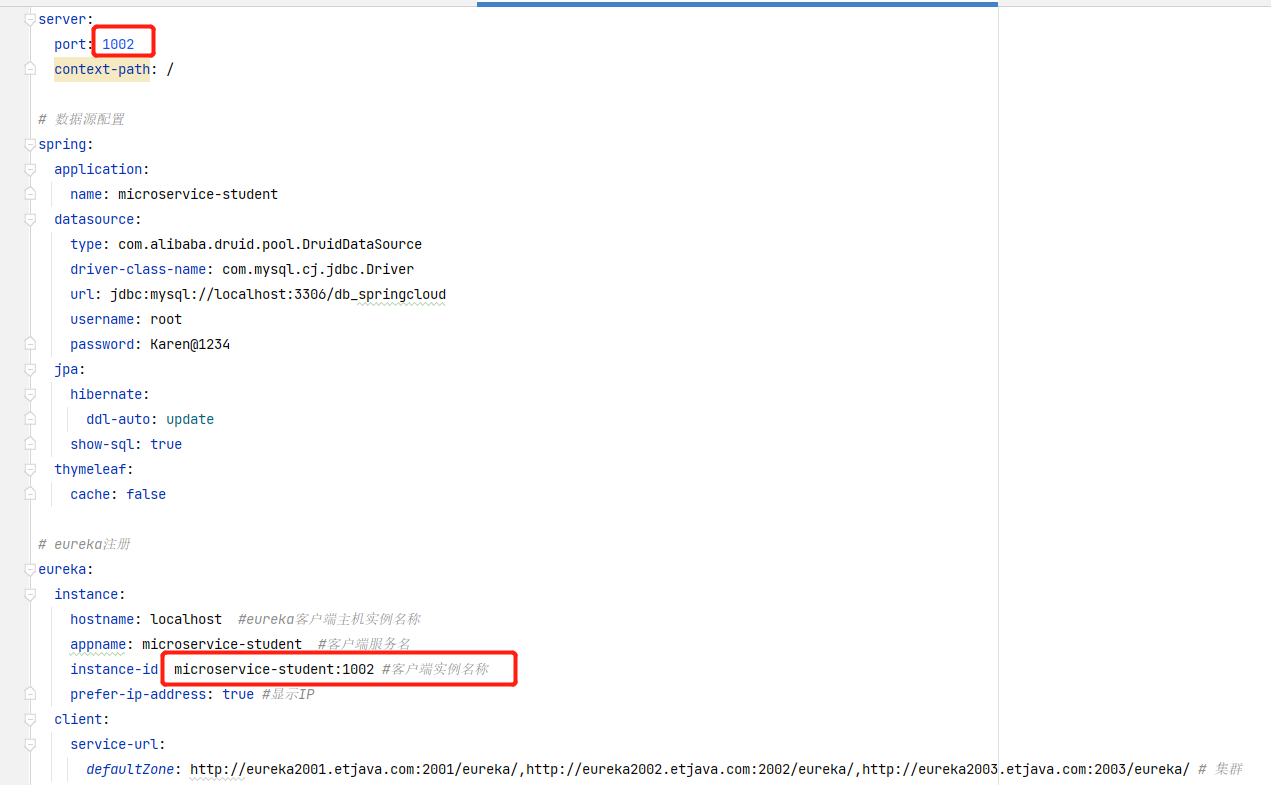 server:
  port: 1002
  context-path: /

# 数据源配置
spring:
  application:
    name: microservice-student
  datasource:
    type: com.alibaba.druid.pool.DruidDataSource
    driver-class-name: com.mysql.cj.jdbc.Driver
    url: jdbc:mysql://localhost:3306/db_springcloud
    username: root
    password: Karen@1234
  jpa:
    hibernate:
      ddl-auto: update
    show-sql: true
  thymeleaf:
    cache: false

# eureka注册
eureka:
  instance:
    hostname: localhost  #eureka客户端主机实例名称
    appname: microservice-student  #客户端服务名
    instance-id microservice-student:1002 #客户端实例名称
    prefer-ip-address: true #显示IP
  client:
    service-url:
      defaultZone: http://eureka2001.etjava.com:2001/eureka/,http://eureka2002.etjava.com:2002/eureka/,http://eureka2003.etjava.com:2003/eureka/ # 集群